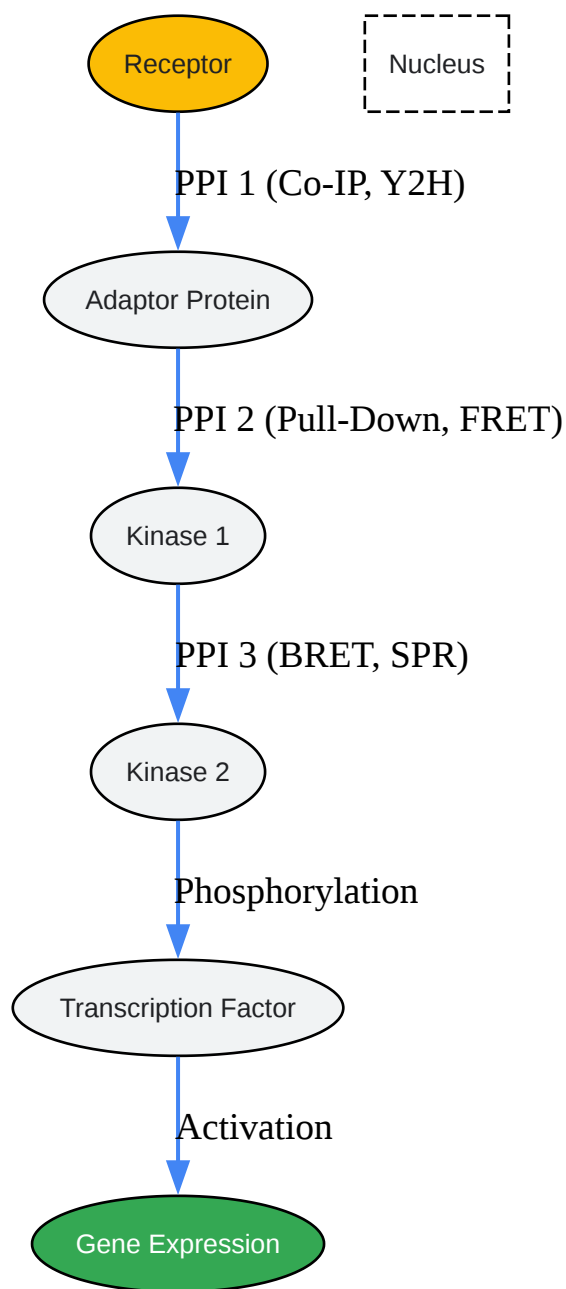 Receptor
Nucleus
PPI 1 (Co-IP, Y2H)
Adaptor Protein
PPI 2 (Pull-Down, FRET)
Kinase 1
PPI 3 (BRET, SPR)
Kinase 2
Phosphorylation
Transcription Factor
Activation
Gene Expression